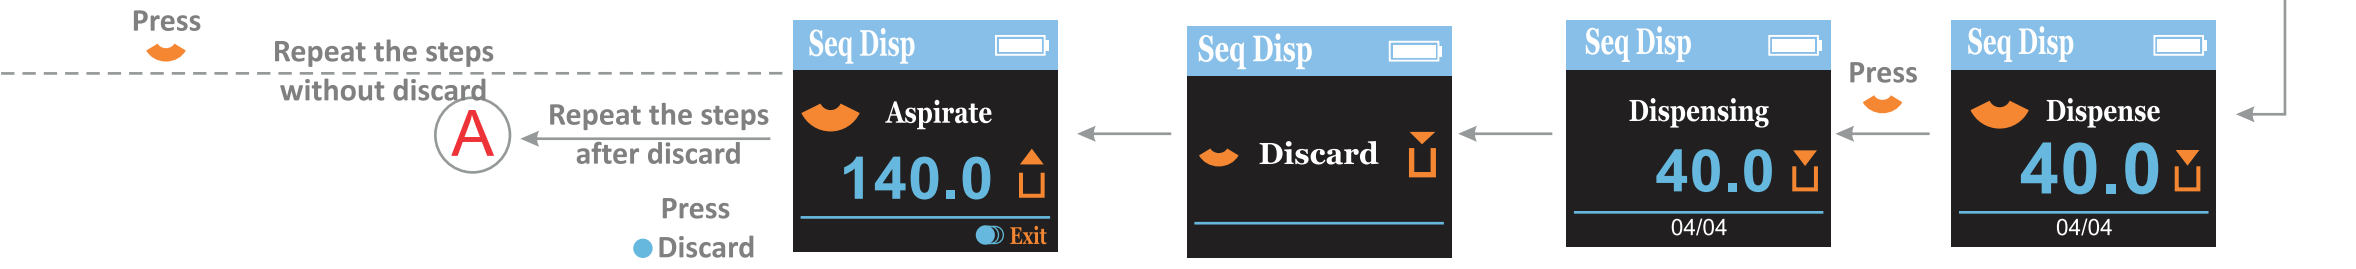 Press
Repeat the steps
without discard
A
Repeat the steps
after discard
Press
Discard
Seq Disp
Aspirate
140.0
Exit
Seq Disp
Discard
Seq Disp
Dispensing
40.0
04/04
Press
Seq Disp
Dispense
40.0
04/04